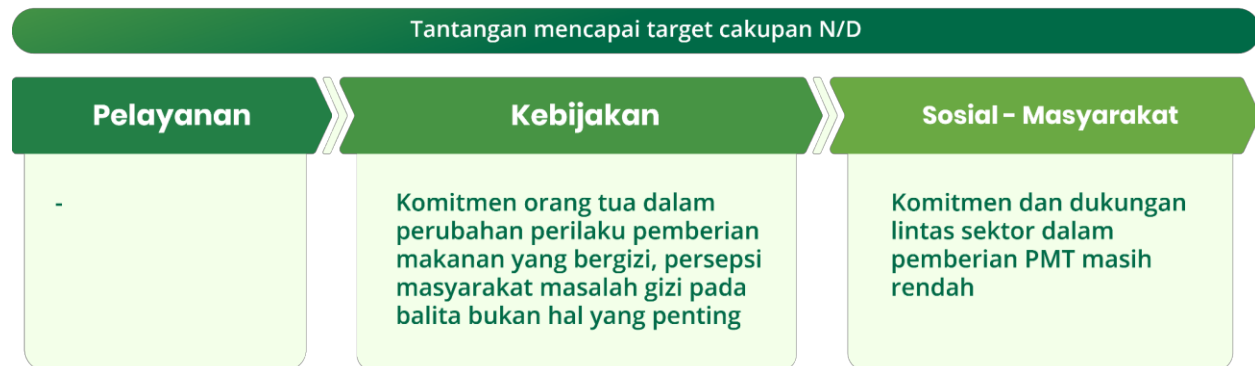 Tantangan mencapai target cakupan N/D
Pelayanan
-
Kebijakan
Komitmen orang tua dalam
perubahan perilaku pemberian
makanan yang bergizi, persepsi
masyarakat masalah gizi pada
balita bukan hal yang penting
Sosial - Masyarakat
Komitmen dan dukungan
lintas sektor dalam
pemberian PMT masih
rendah